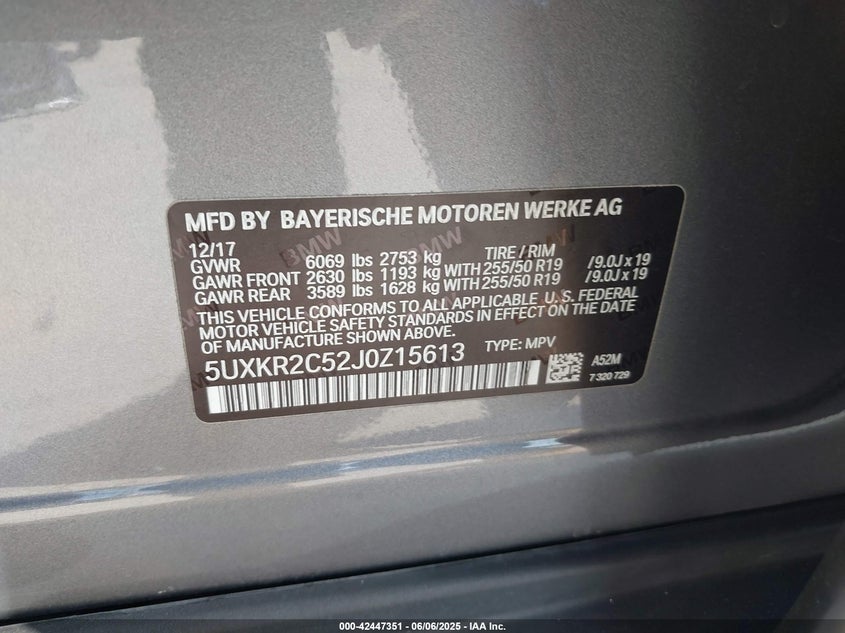 MFD BY BAYERISCHE MOTOREN WERKE AG
12/17 TIRE / RIM
GVWR 6069 lbs 2753 kg
GAWR FRONT 2630 lbs 1193 kg WITH 255/50 R19 /9.0J x 19
GAWR REAR 3589 lbs 1628 kg WITH 255/50 R19 /9.0J x 19
THIS VEHICLE CONFORMS TO ALL APPLICABLE U.S. FEDERAL
MOTOR VEHICLE SAFETY STANDARDS IN EFFECT ON THE DATE
OF MANUFACTURE SHOWN ABOVE.
5UXKR2C52J0Z15613 TYPE: MPV
A52M
7 320 729
000-42447351 | 06/06/2025 - IAA Inc.